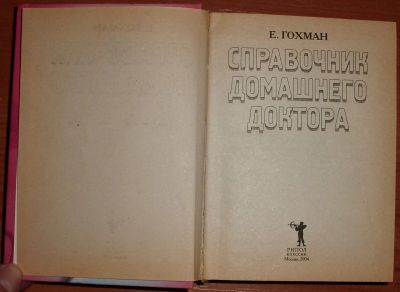 Е. ГОХМАН
СПРАВОЧНИК
ДОМАШНЕГО
ДОКТОРА
РИПОЛ
КЛАССИК
Москва, 2004